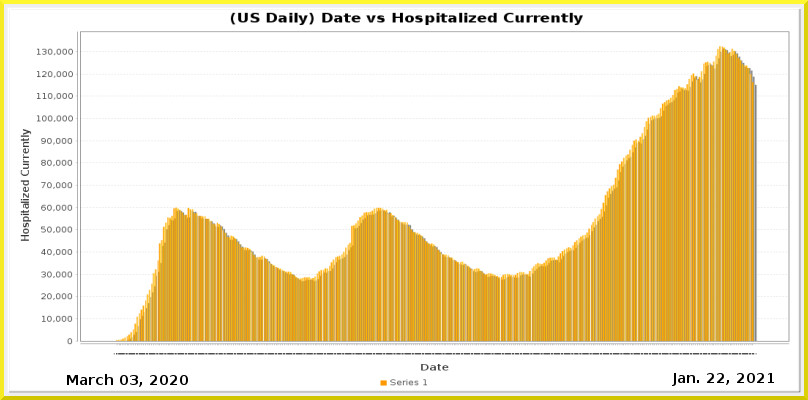 (US Daily) Date vs Hospitalized Currently
130,000
120,000
110,000
100,000
90,000
80,000
70,000
60,000
50,000
40,000
30,000
20,000
10,000
0
Hospitalized Currently
Date
March 03, 2020
Series 1
Jan. 22, 2021